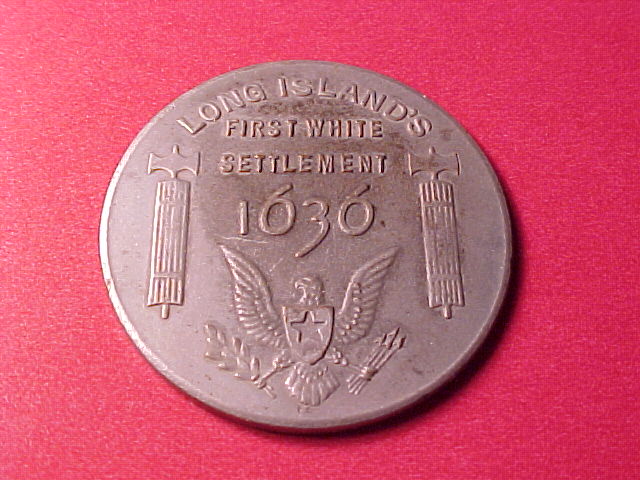 LONG ISLAND'S
FIRST WHITE
SETTLEMENT
1636